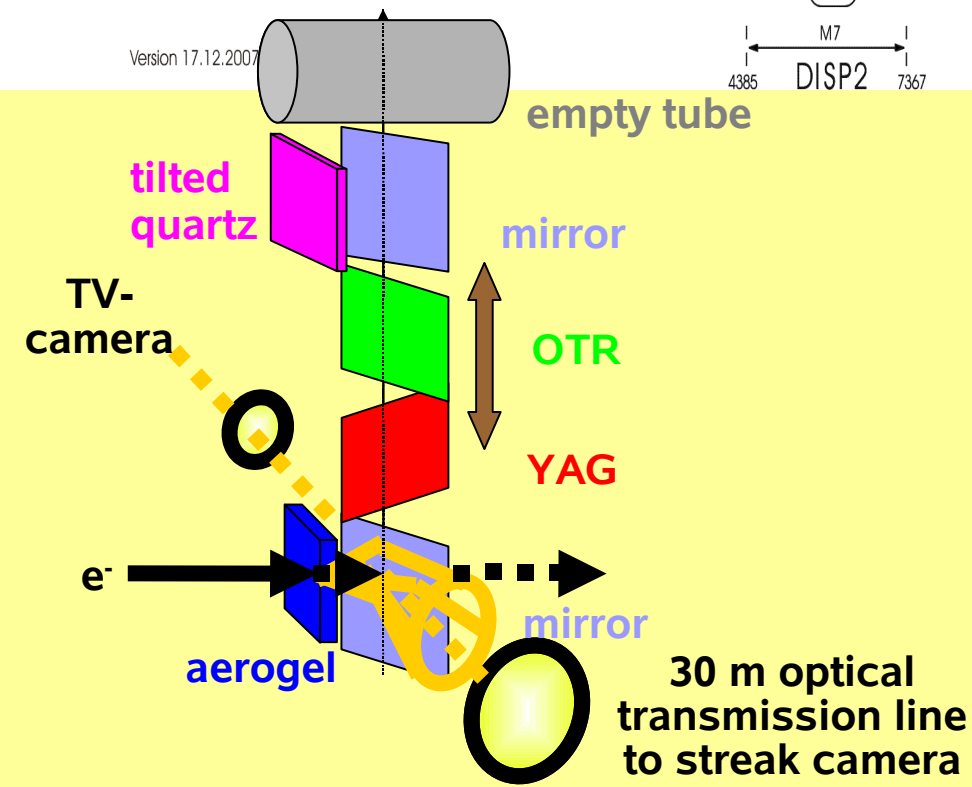 M7
Version 17.12.2007
4385 DISP2 7367
empty tube
tilted
quartz
mirror
TV-
camera
OTR
YAG
e-
mirror
aerogel
30 m optical
transmission line
to streak camera